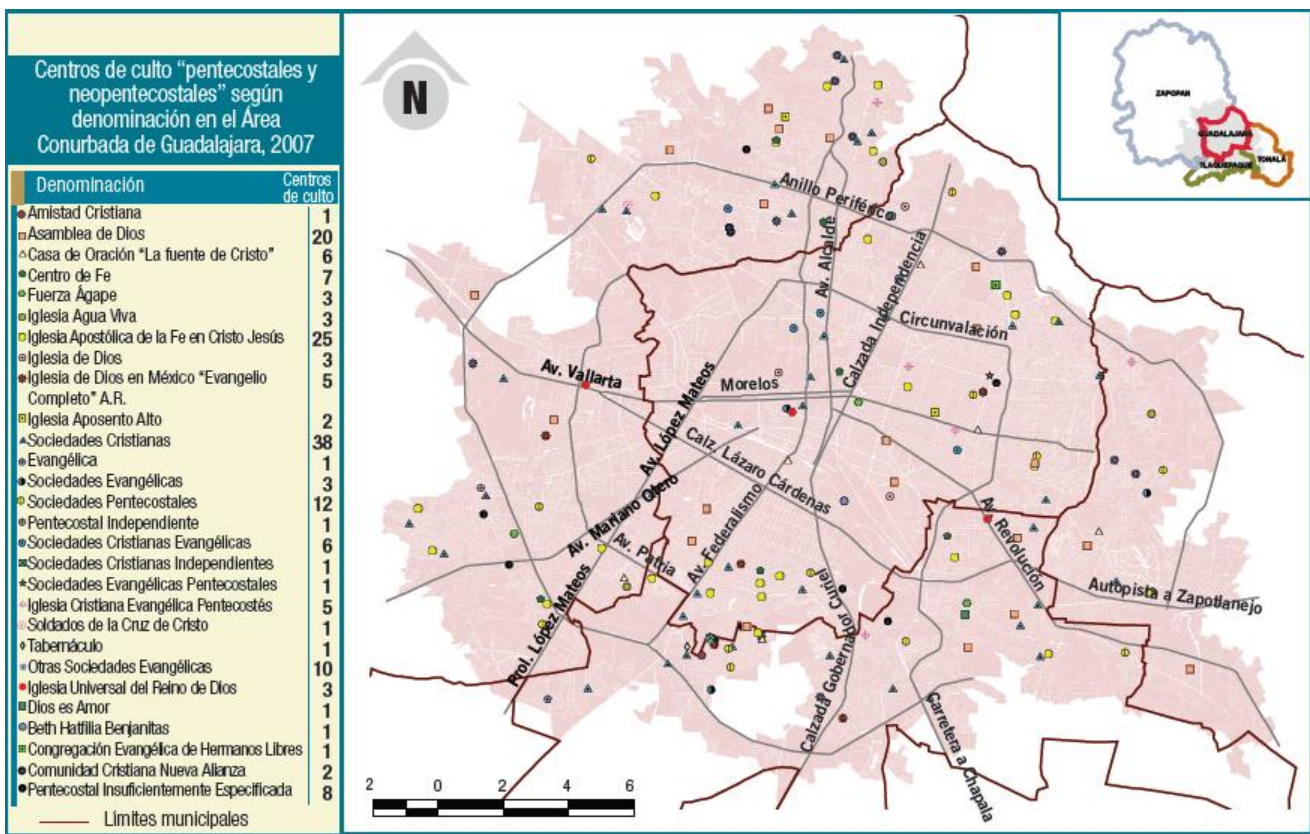 Centros de culto "pentecostales y
neopentecostales" según
denominación en el Área
Conurbada de Guadalajara, 2007
Denominación Centros de culto
Amistad Cristiana 1
Asamblea de Dios 20
Casa de Oración "La fuente de Cristo" 6
Centro de Fe 7
Fuerza Ágape 3
Iglesia Agua Viva 3
Iglesia Apostólica de la Fe en Cristo Jesús 25
Iglesia de Dios 3
Iglesia de Dios en México "Evangelio
Completo" A.R. 5
Iglesia Aposento Alto 2
Sociedades Cristianas 38
Evangélica 1
Sociedades Evangélicas 3
Sociedades Pentecostales 12
Pentecostal Independiente 1
Sociedades Cristianas Evangélicas 6
Sociedades Cristianas Independientes 1
Sociedades Evangélicas Pentecostales 1
Iglesia Cristiana Evangélica Pentecostés 5
Soldados de la Cruz de Cristo 1
Tabernáculo 1
Otras Sociedades Evangélicas 10
Iglesia Universal del Reino de Dios 3
Dios es Amor 1
Beth Hatfilia Benjanitas 1
Congregación Evangélica de Hermanos Libres 1
Comunidad Cristiana Nueva Alianza 2
Pentecostal Insuficientemente Especificada 8
Límites municipales
N
Anillo Periférico
Av. Alcalde
Calzada Independencia
Circunvalación
Av. Vallarta
Morelos
Av. López Mateos
Calz. Lázaro Cárdenas
Av. Mariano Otero
Av. Federalismo
Av. Patria
Av. Revolución
Autopista a Zapotlanejo
Prol. López Mateos
Calzada Gobernador Curiel
Carretera a Chapala
2 0 2 4 6
ZAPOPAN
GUADALAJARA
TLAQUEPAQUE
TONALÁ